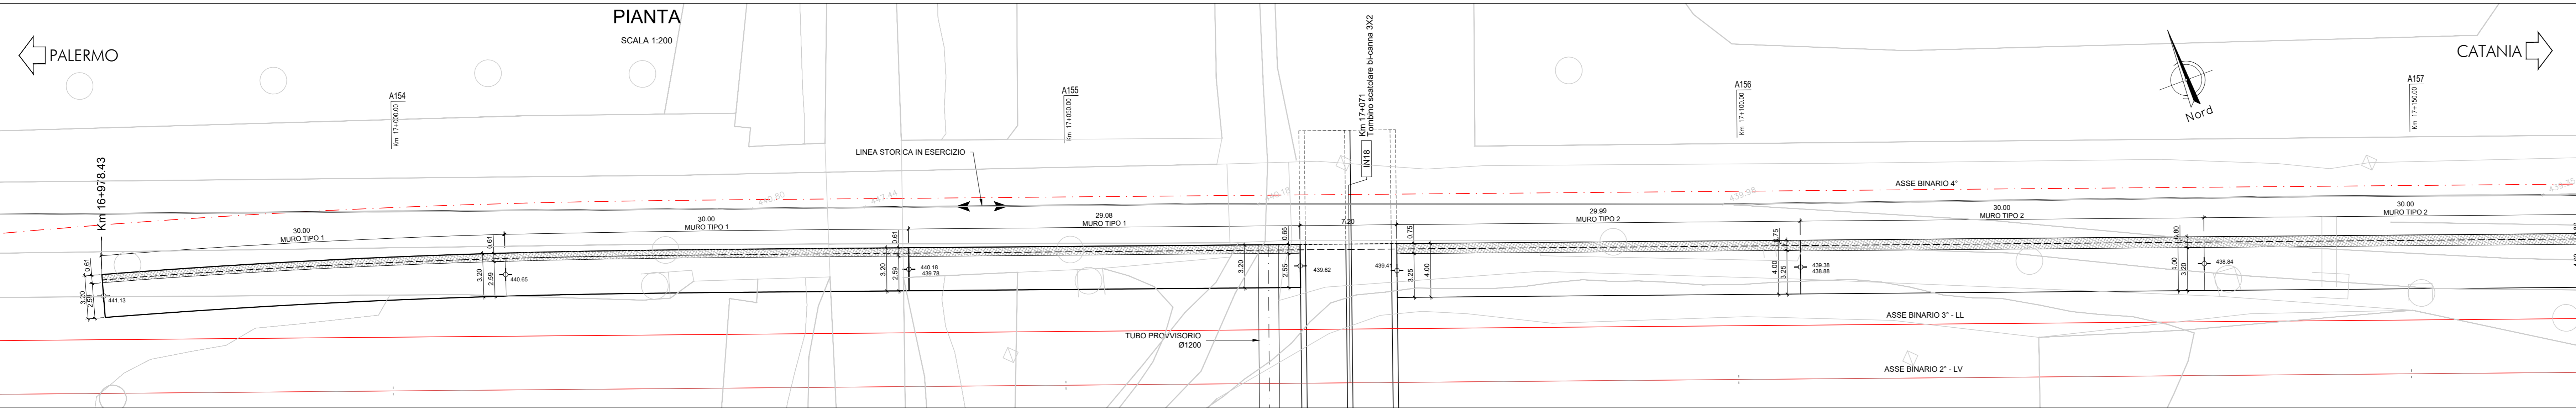 PIANTA
SCALA 1:200
PALERMO
CATANIA
Nord
A154
Km 17+000.00
A155
Km 17+050.00
A156
Km 17+100.00
A157
Km 17+150.00
Km 17+071
Tombino scatolare bi-canna 3X2
IN18
Km 16+978.43
LINEA STORICA IN ESERCIZIO
ASSE BINARIO 4°
440.80
439.98
30.00
MURO TIPO 1
30.00
MURO TIPO 1
29.08
MURO TIPO 1
7.20
29.99
MURO TIPO 2
30.00
MURO TIPO 2
30.00
MURO TIPO 2
0.61
3.20
2.59
441.13
0.61
3.20
2.59
440.65
0.61
3.20
2.59
440.18
439.78
3.20
0.65
2.55
439.62
439.41
0.75
3.25
4.00
0.75
4.00
3.25
439.38
438.88
0.80
4.00
3.20
438.84
TUBO PROVVISORIO
Ø1200
ASSE BINARIO 3° - LL
ASSE BINARIO 2° - LV